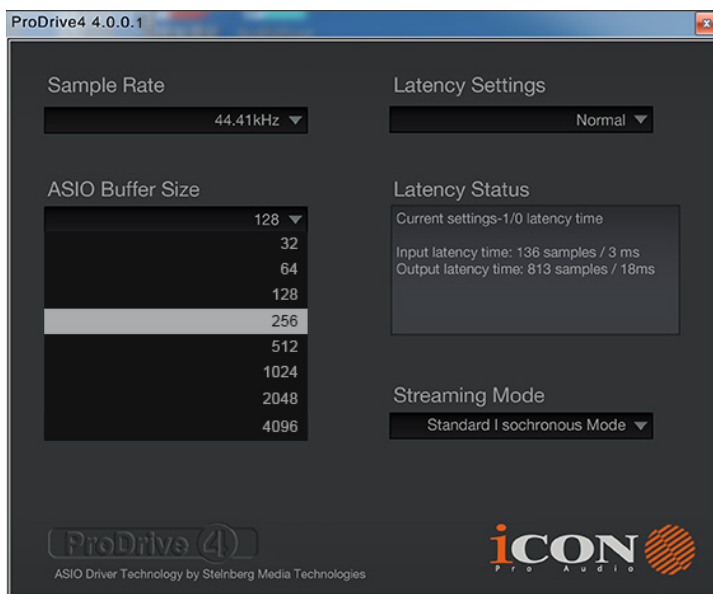 ProDrive4 4.0.0.1
x
Sample Rate
44.41kHz
Latency Settings
Normal
ASIO Buffer Size
128
32
64
128
256
512
1024
2048
4096
Latency Status
Current settings-1/0 latency time
Input latency time: 136 samples / 3 ms
Output latency time: 813 samples / 18ms
Streaming Mode
Standard I sochronous Mode
ProDrive 4
ASIO Driver Technology by Stelnberg Media Technologies
iCON
Pro Audio